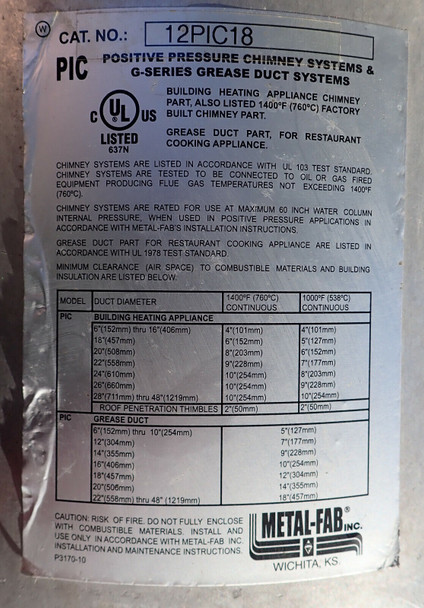 W CAT. NO.: 12PIC18
PIC POSITIVE PRESSURE CHIMNEY SYSTEMS &
G-SERIES GREASE DUCT SYSTEMS
C UL US
LISTED
637N
BUILDING HEATING APPLIANCE CHIMNEY
PART, ALSO LISTED 1400°F (760°C) FACTORY
BUILT CHIMNEY PART.
GREASE DUCT PART, FOR RESTAURANT
COOKING APPLIANCE.
CHIMNEY SYSTEMS ARE LISTED IN ACCORDANCE WITH UL 103 TEST STANDARD.
CHIMNEY SYSTEMS ARE TESTED TO BE CONNECTED TO OIL OR GAS FIRED
EQUIPMENT PRODUCING FLUE GAS TEMPERATURES NOT EXCEEDING 1400°F
(760°C).
CHIMNEY SYSTEMS ARE RATED FOR USE AT MAXIMUM 60 INCH WATER COLUMN
INTERNAL PRESSURE, WHEN USED IN POSITIVE PRESSURE APPLICATIONS IN
ACCORDANCE WITH METAL-FAB'S INSTALLATION INSTRUCTIONS.
GREASE DUCT PART FOR RESTAURANT COOKING APPLIANCE ARE LISTED IN
ACCORDANCE WITH UL 1978 TEST STANDARD.
MINIMUM CLEARANCE (AIR SPACE) TO COMBUSTIBLE MATERIALS AND BUILDING
INSULATION ARE LISTED BELOW.
MODEL DUCT DIAMETER 1400°F (760°C) CONTINUOUS 1000°F (538°C) CONTINUOUS
PIC BUILDING HEATING APPLIANCE
6"(152mm) thru 16"(406mm) 4"(101mm) 4"(101mm)
18"(457mm) 6"(152mm) 5"(127mm)
20"(508mm) 8"(203mm) 6"(152mm)
22"(558mm) 9"(228mm) 7"(177mm)
24"(610mm) 10"(254mm) 8"(203mm)
26"(660mm) 10"(254mm) 9"(228mm)
28"(711mm) thru 48"(1219mm) 10"(254mm) 10"(254mm)
ROOF PENETRATION THIMBLES 2"(50mm) 2"(50mm)
PIC GREASE DUCT
6"(152mm) thru 10"(254mm) 5"(127mm)
12"(304mm) 7"(177mm)
14"(355mm) 9"(228mm)
16"(406mm) 10"(254mm)
18"(457mm) 12"(304mm)
20"(506mm) 14"(355mm)
22"(558mm) thru 48" (1219mm) 18"(457mm)
CAUTION: RISK OF FIRE. DO NOT FULLY ENCLOSE
WITH COMBUSTIBLE MATERIALS. INSTALL AND
USE ONLY IN ACCORDANCE WITH METAL-FAB INC.
INSTALLATION AND MAINTENANCE INSTRUCTIONS.
P3170-10
METAL-FAB INC.
WICHITA, KS